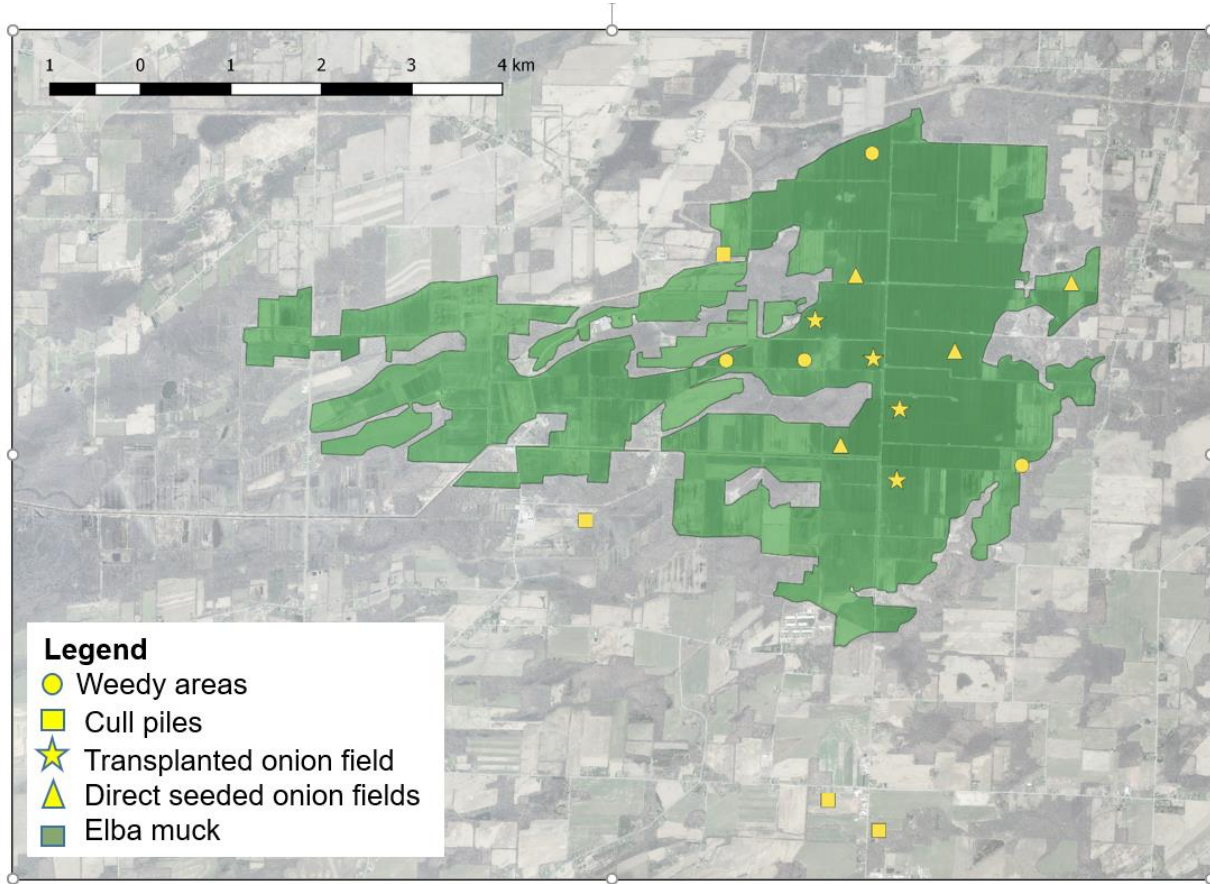 1 0 1 2 3 4 km
Legend
Weedy areas
Cull piles
Transplanted onion field
Direct seeded onion fields
Elba muck